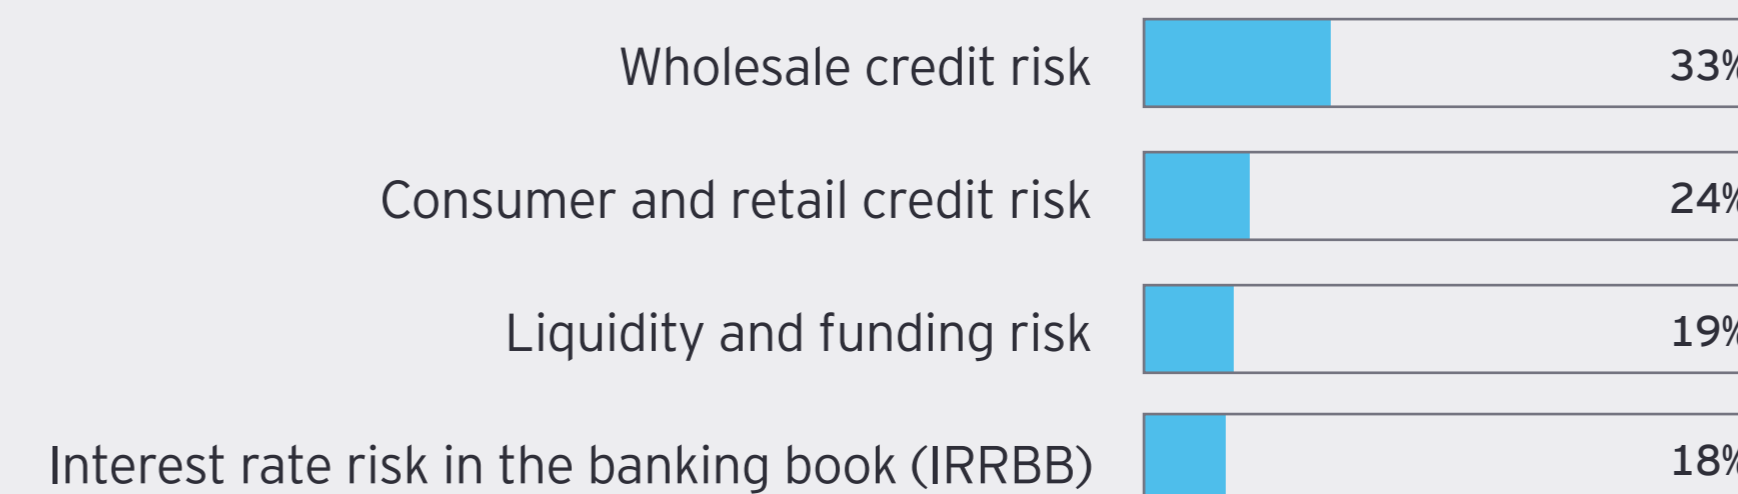 Wholesale credit risk 33%
Consumer and retail credit risk 24%
Liquidity and funding risk 19%
Interest rate risk in the banking book (IRRBB) 18%